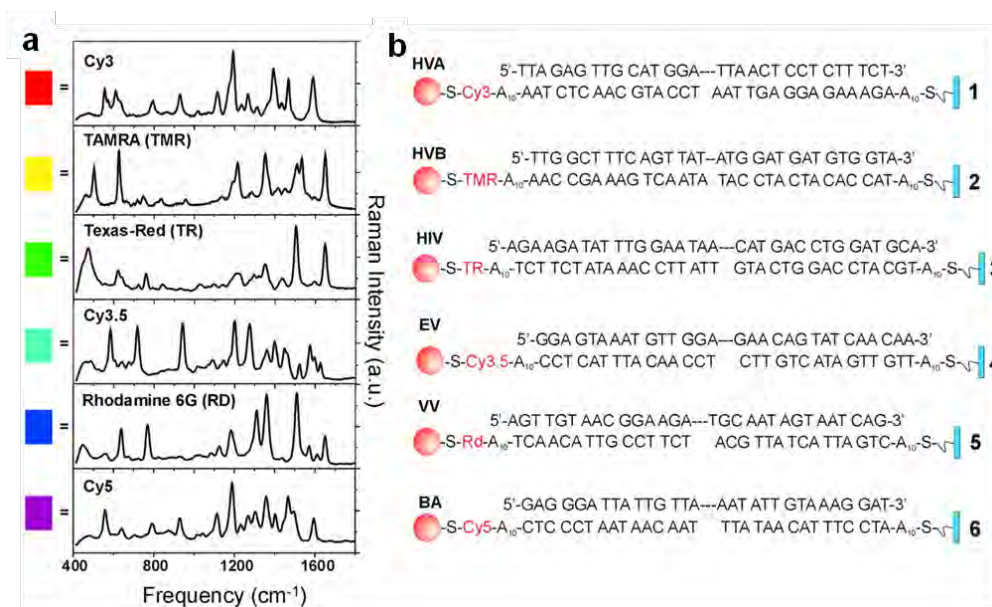 a
Cy3
TAMRA (TMR)
Texas-Red (TR)
Cy3.5
Rhodamine 6G (RD)
Cy5
=
=
=
=
=
=
400 800 1200 1600
Frequency (cm-1)
Raman Intensity (a.u.)
b
HVA
5'-TTA GAG TTG CAT GGA---TTA ACT CCT CTT TCT-3'
-S-Cy3-A10-AAT CTC AAC GTA CCT AAT TGA GGA GAA AGA-A10-S 1
HVB
5'-TTG GCT TTC AGT TAT--ATG GAT GAT GTG GTA-3'
-S-TMR-A10-AAC CGA AAG TCA ATA TAC CTA CTA CAC CAT-A10-S 2
HIV
5'-AGA AGA TAT TTG GAA TAA---CAT GAC CTG GAT GCA-3'
-S-TR-A10-TCT TCT ATA AAC CTT ATT GTA CTG GAC CTA CGT-A10-S
EV
5'-GGA GTA AAT GTT GGA---GAA CAG TAT CAA CAA-3'
-S-Cy3.5-A10-CCT CAT TTA CAA CCT CTT GTC ATA GTT GTT-A10-S
VV
5'-AGT TGT AAC GGA AGA---TGC AAT AGT AAT CAG-3'
-S-Rd-A10-TCA ACA TTG CCT TCT ACG TTA TCA TTA GTC-A10-S 5
BA
5'-GAG GGA TTA TTG TTA---AAT ATT GTA AAG GAT-3'
-S-Cy5-A10-CTC CCT AAT AAC AAT TTA TAA CAT TTC CTA-A10-S 6